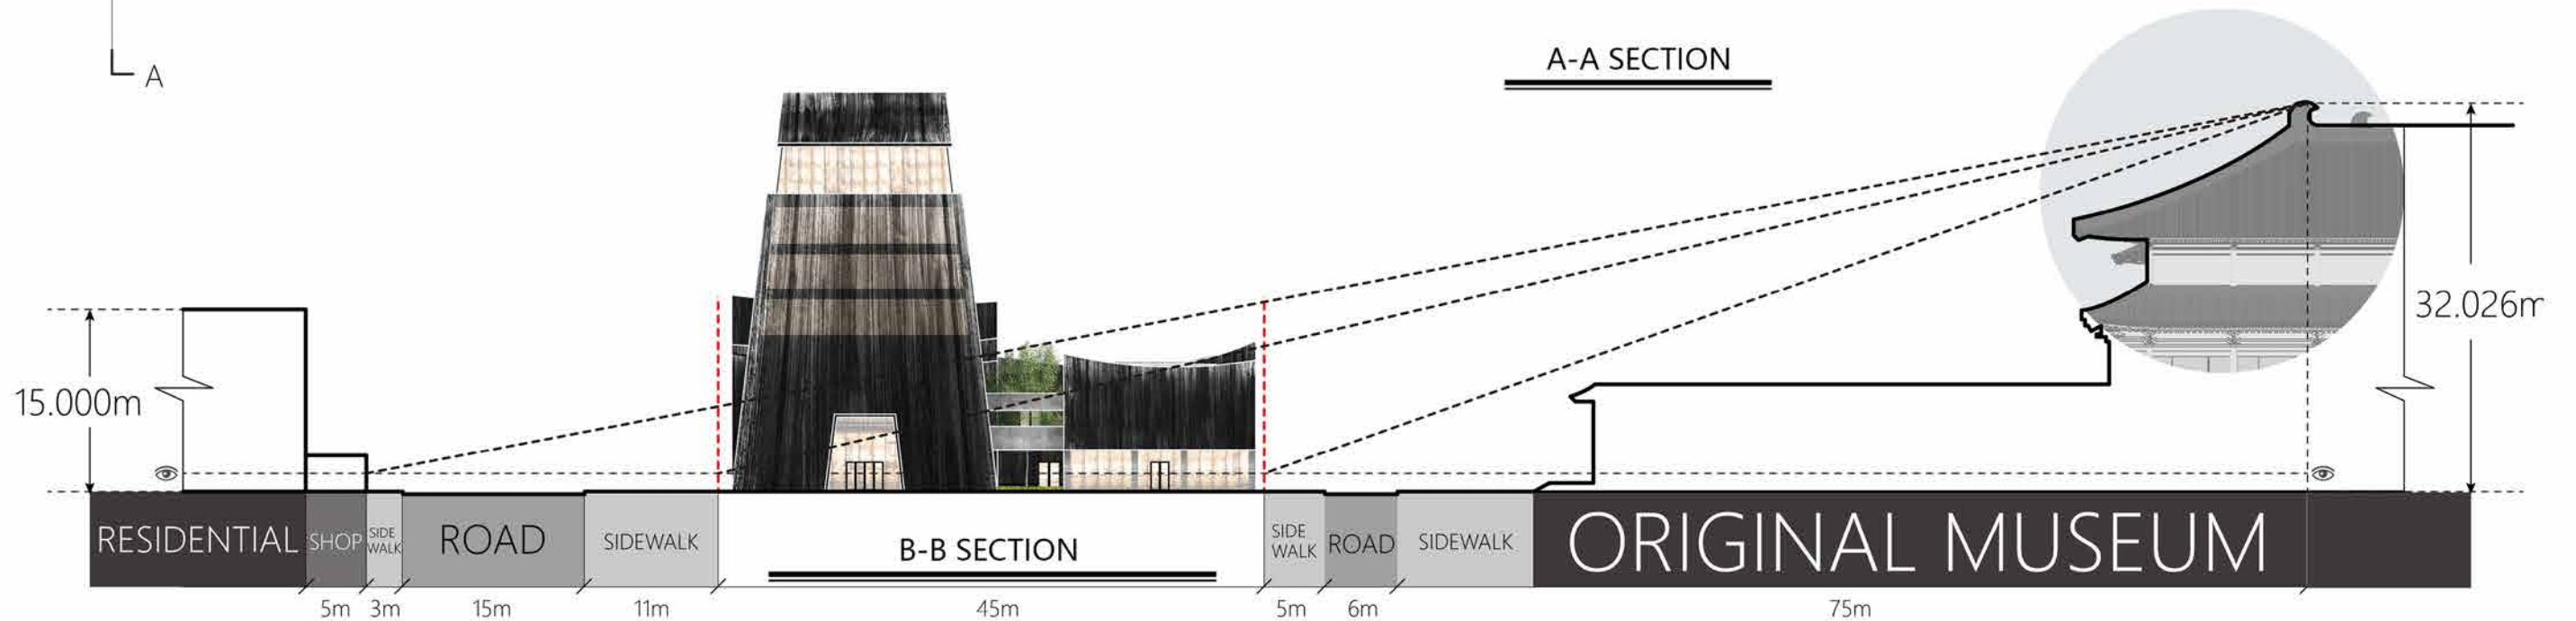 A
A-A SECTION
32.026m
15.000m
RESIDENTIAL
SHOP
SIDE
WALK
ROAD
SIDEWALK
B-B SECTION
SIDE
WALK
ROAD
SIDEWALK
ORIGINAL MUSEUM
5m
3m
15m
11m
45m
5m
6m
75m